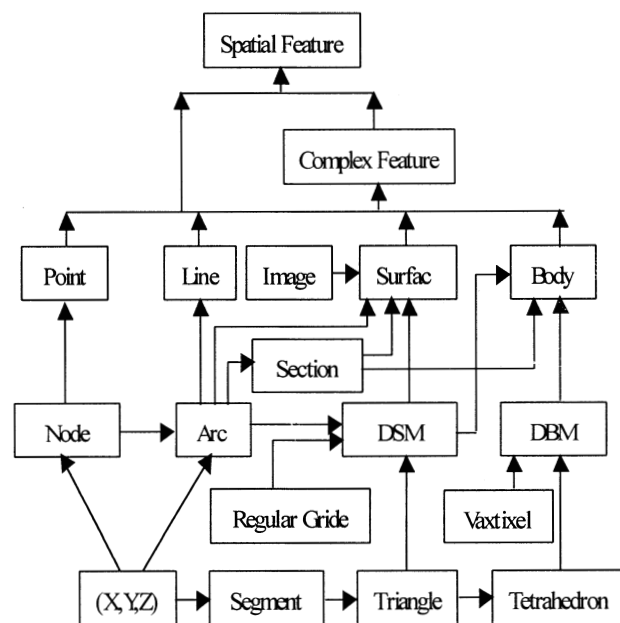 Spatial Feature
Complex Feature
Point
Line
Image
Surfac
Body
Section
Node
Arc
DSM
DBM
Regular Gride
Vaxtixel
(X,Y,Z)
Segment
Triangle
Tetrahedron